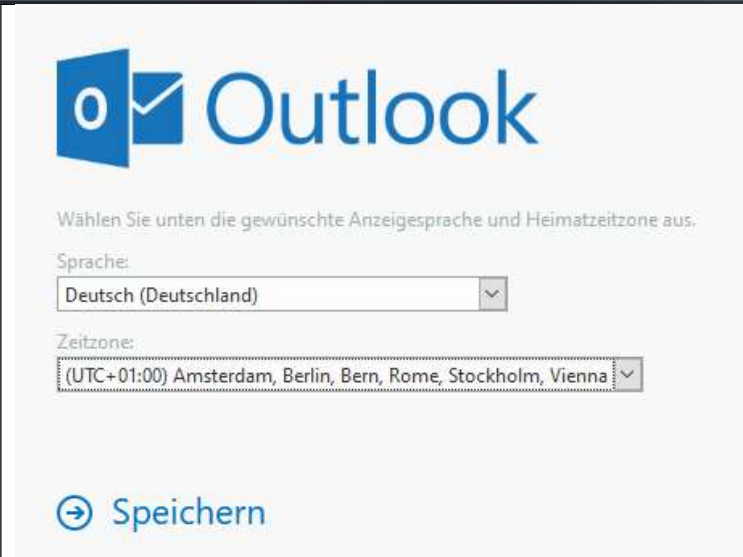 Outlook
Wählen Sie unten die gewünschte Anzeigesprache und Heimatzeitzone aus.
Sprache:
Deutsch (Deutschland)
Zeitzone:
(UTC+01:00) Amsterdam, Berlin, Bern, Rome, Stockholm, Vienna
Speichern